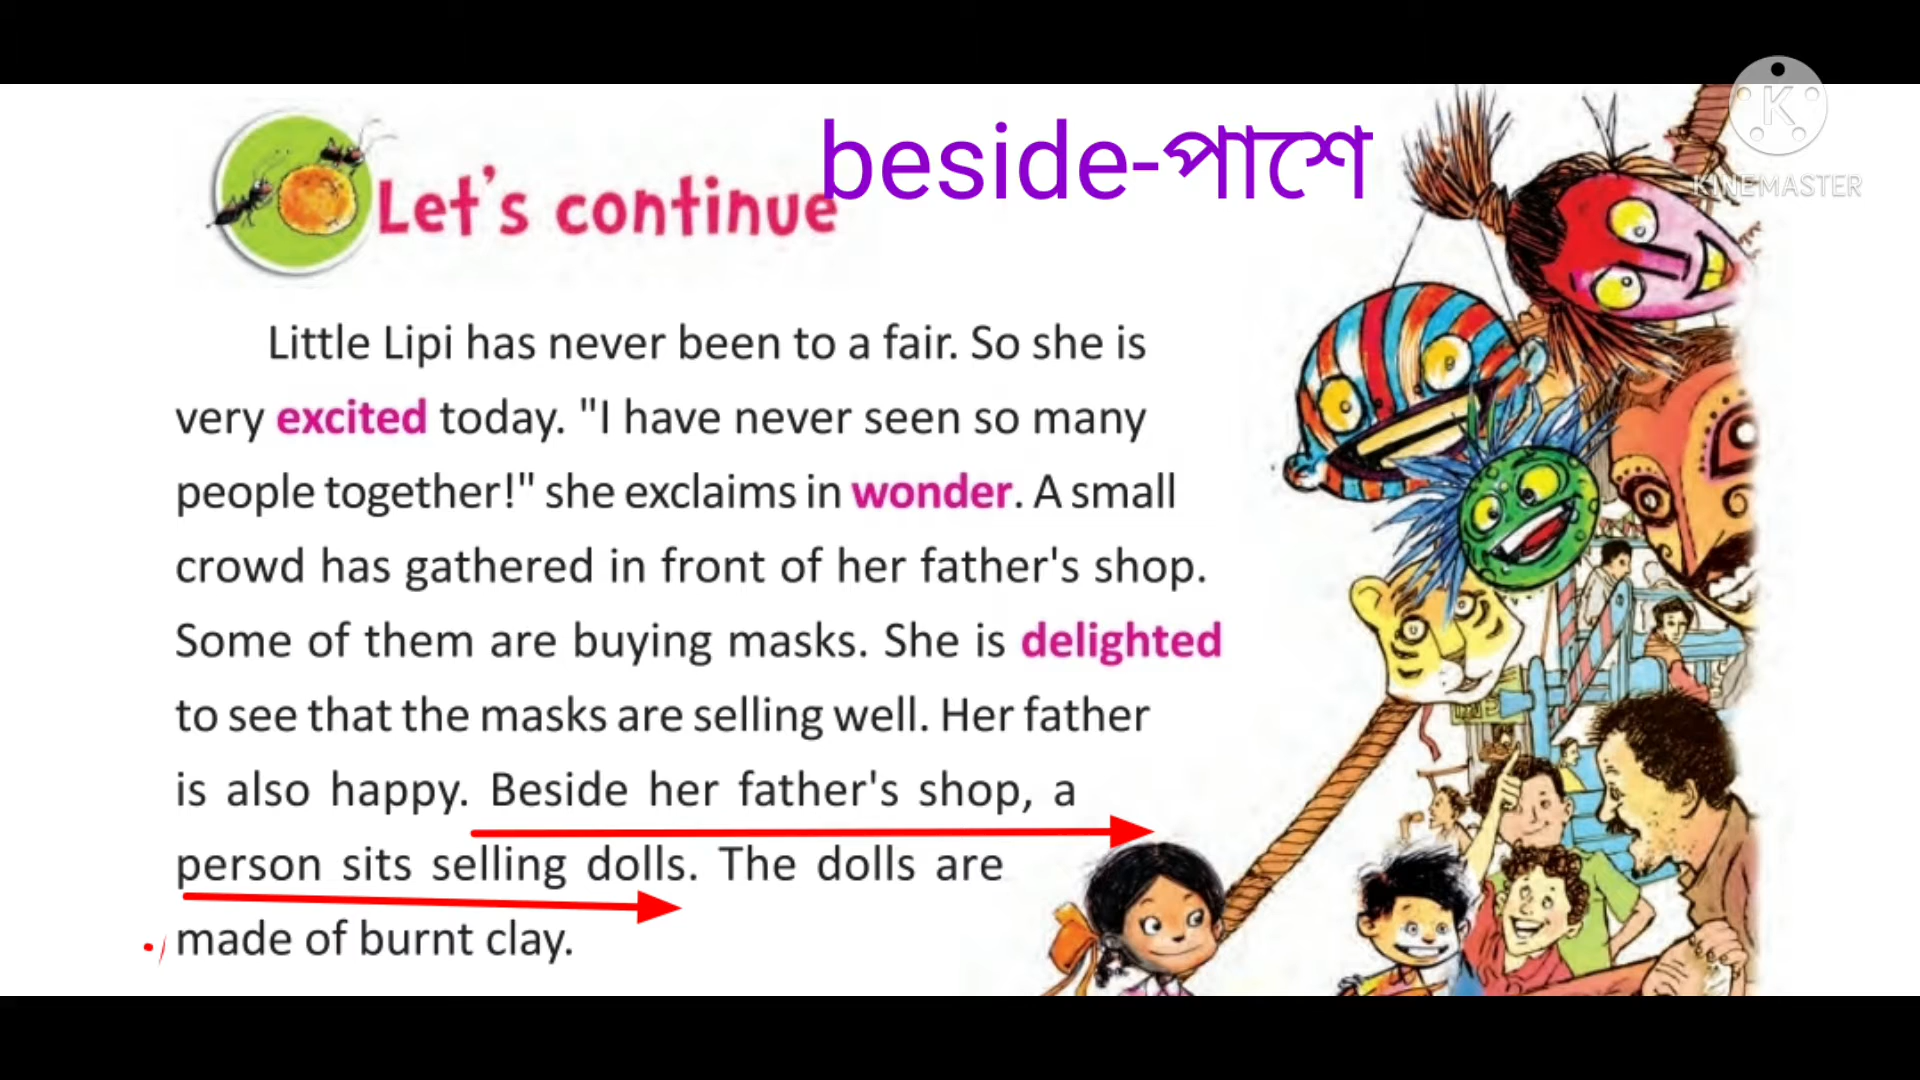 beside-পাশে
KINEMASTER
Let's continue
Little Lipi has never been to a fair. So she is
very excited today. "I have never seen so many
people together!" she exclaims in wonder. A small
crowd has gathered in front of her father's shop.
Some of them are buying masks. She is delighted
to see that the masks are selling well. Her father
is also happy. Beside her father's shop, a
person sits selling dolls. The dolls are
made of burnt clay.